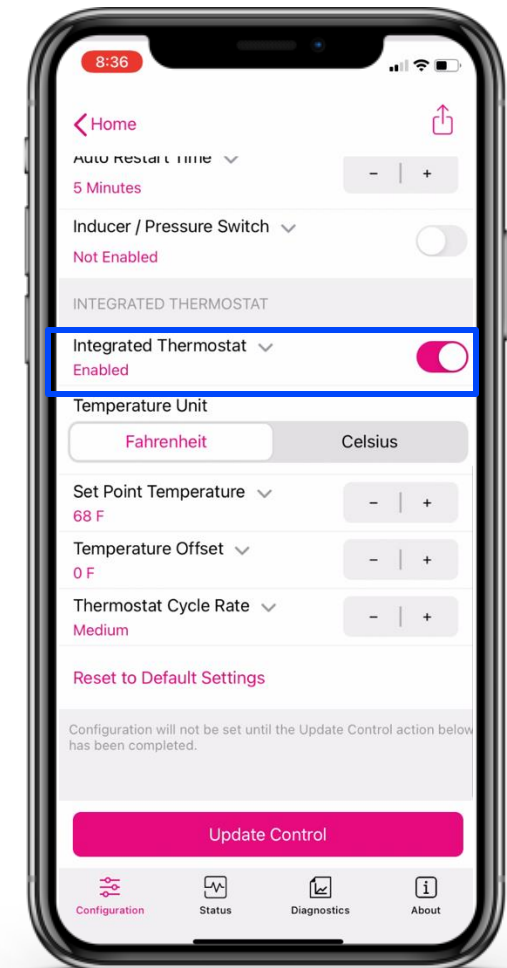 8:36
Home
Auto Restart Time
5 Minutes
- | +
Inducer / Pressure Switch
Not Enabled
INTEGRATED THERMOSTAT
Integrated Thermostat
Enabled
Temperature Unit
Fahrenheit Celsius
Set Point Temperature
68 F
- | +
Temperature Offset
0 F
- | +
Thermostat Cycle Rate
Medium
- | +
Reset to Default Settings
Configuration will not be set until the Update Control action below
has been completed.
Update Control
Configuration Status Diagnostics About